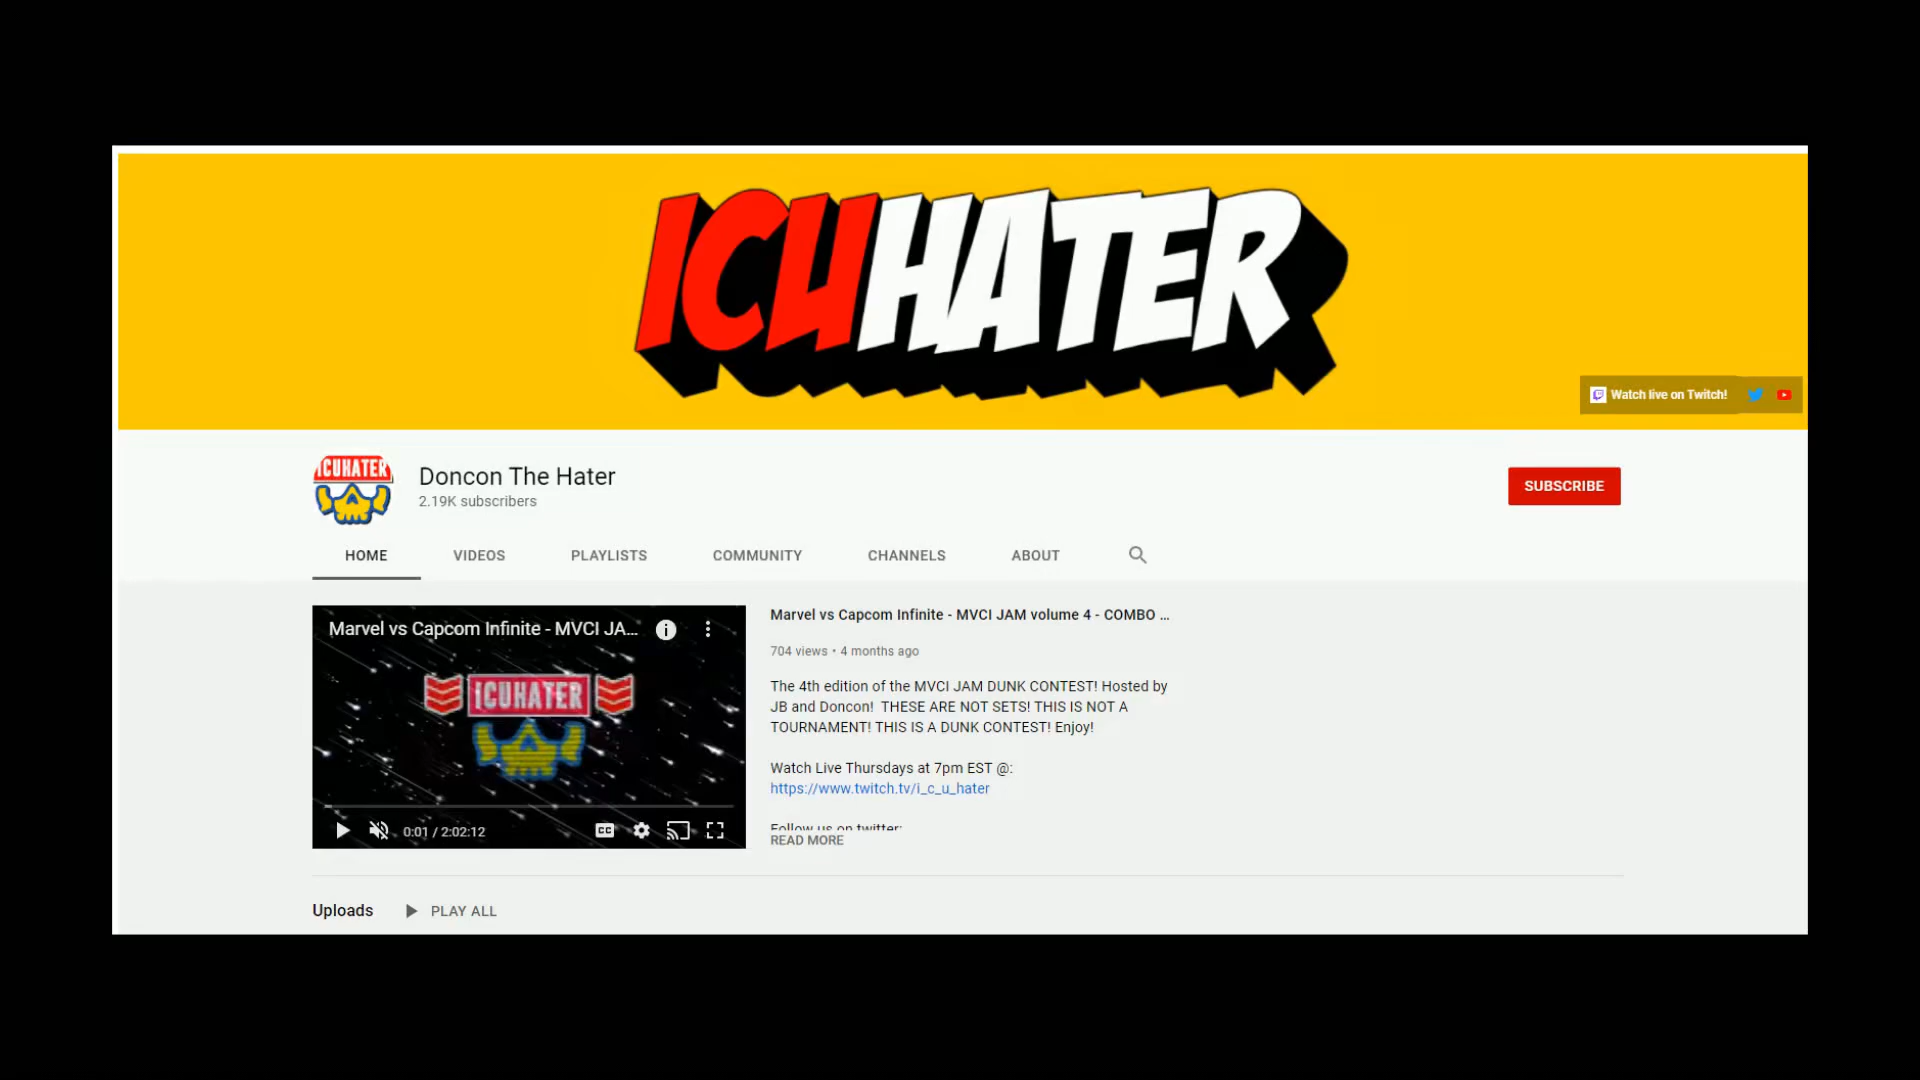 ICUHATER
Watch live on Twitch!
ICUHATER
Doncon The Hater
2.19K subscribers
SUBSCRIBE
HOME VIDEOS PLAYLISTS COMMUNITY CHANNELS ABOUT
Marvel vs Capcom Infinite - MVCI JA...
ICUHATER
0:01 / 2:02:12
CC
Marvel vs Capcom Infinite - MVCI JAM volume 4 - COMBO ...
704 views • 4 months ago
The 4th edition of the MVCI JAM DUNK CONTEST! Hosted by
JB and Doncon!  THESE ARE NOT SETS! THIS IS NOT A
TOURNAMENT! THIS IS A DUNK CONTEST! Enjoy!
Watch Live Thursdays at 7pm EST @:
https://www.twitch.tv/i_c_u_hater
Follow us on twitter:
READ MORE
Uploads PLAY ALL